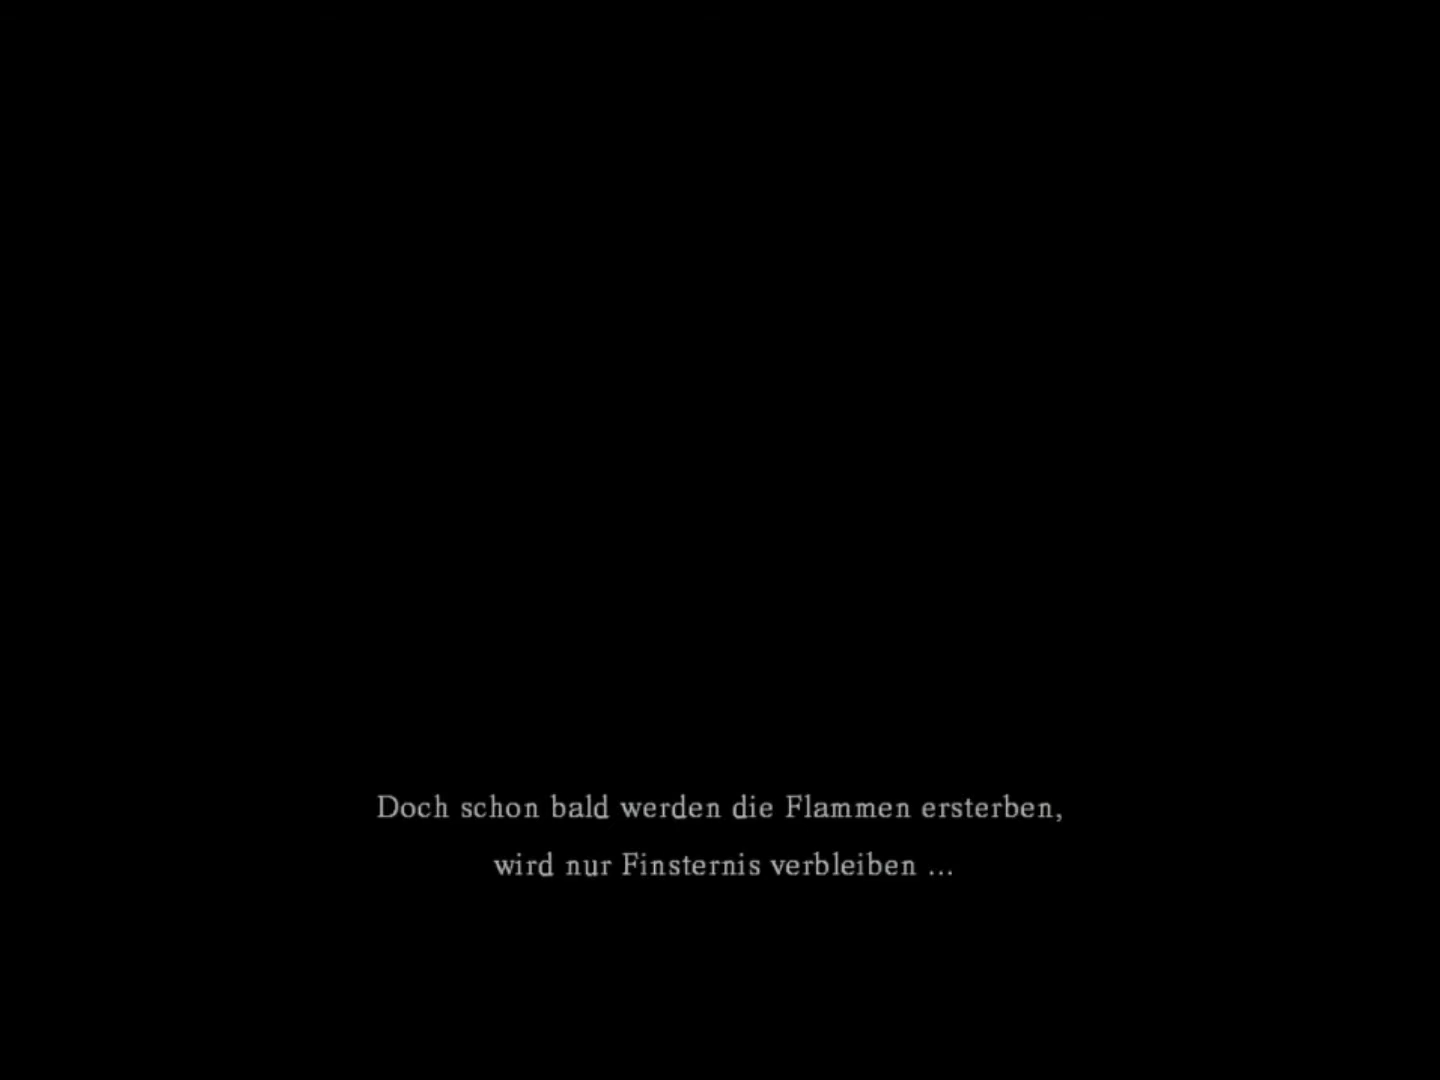 Doch schon bald werden die Flammen ersterben,
wird nur Finsternis verbleiben ...